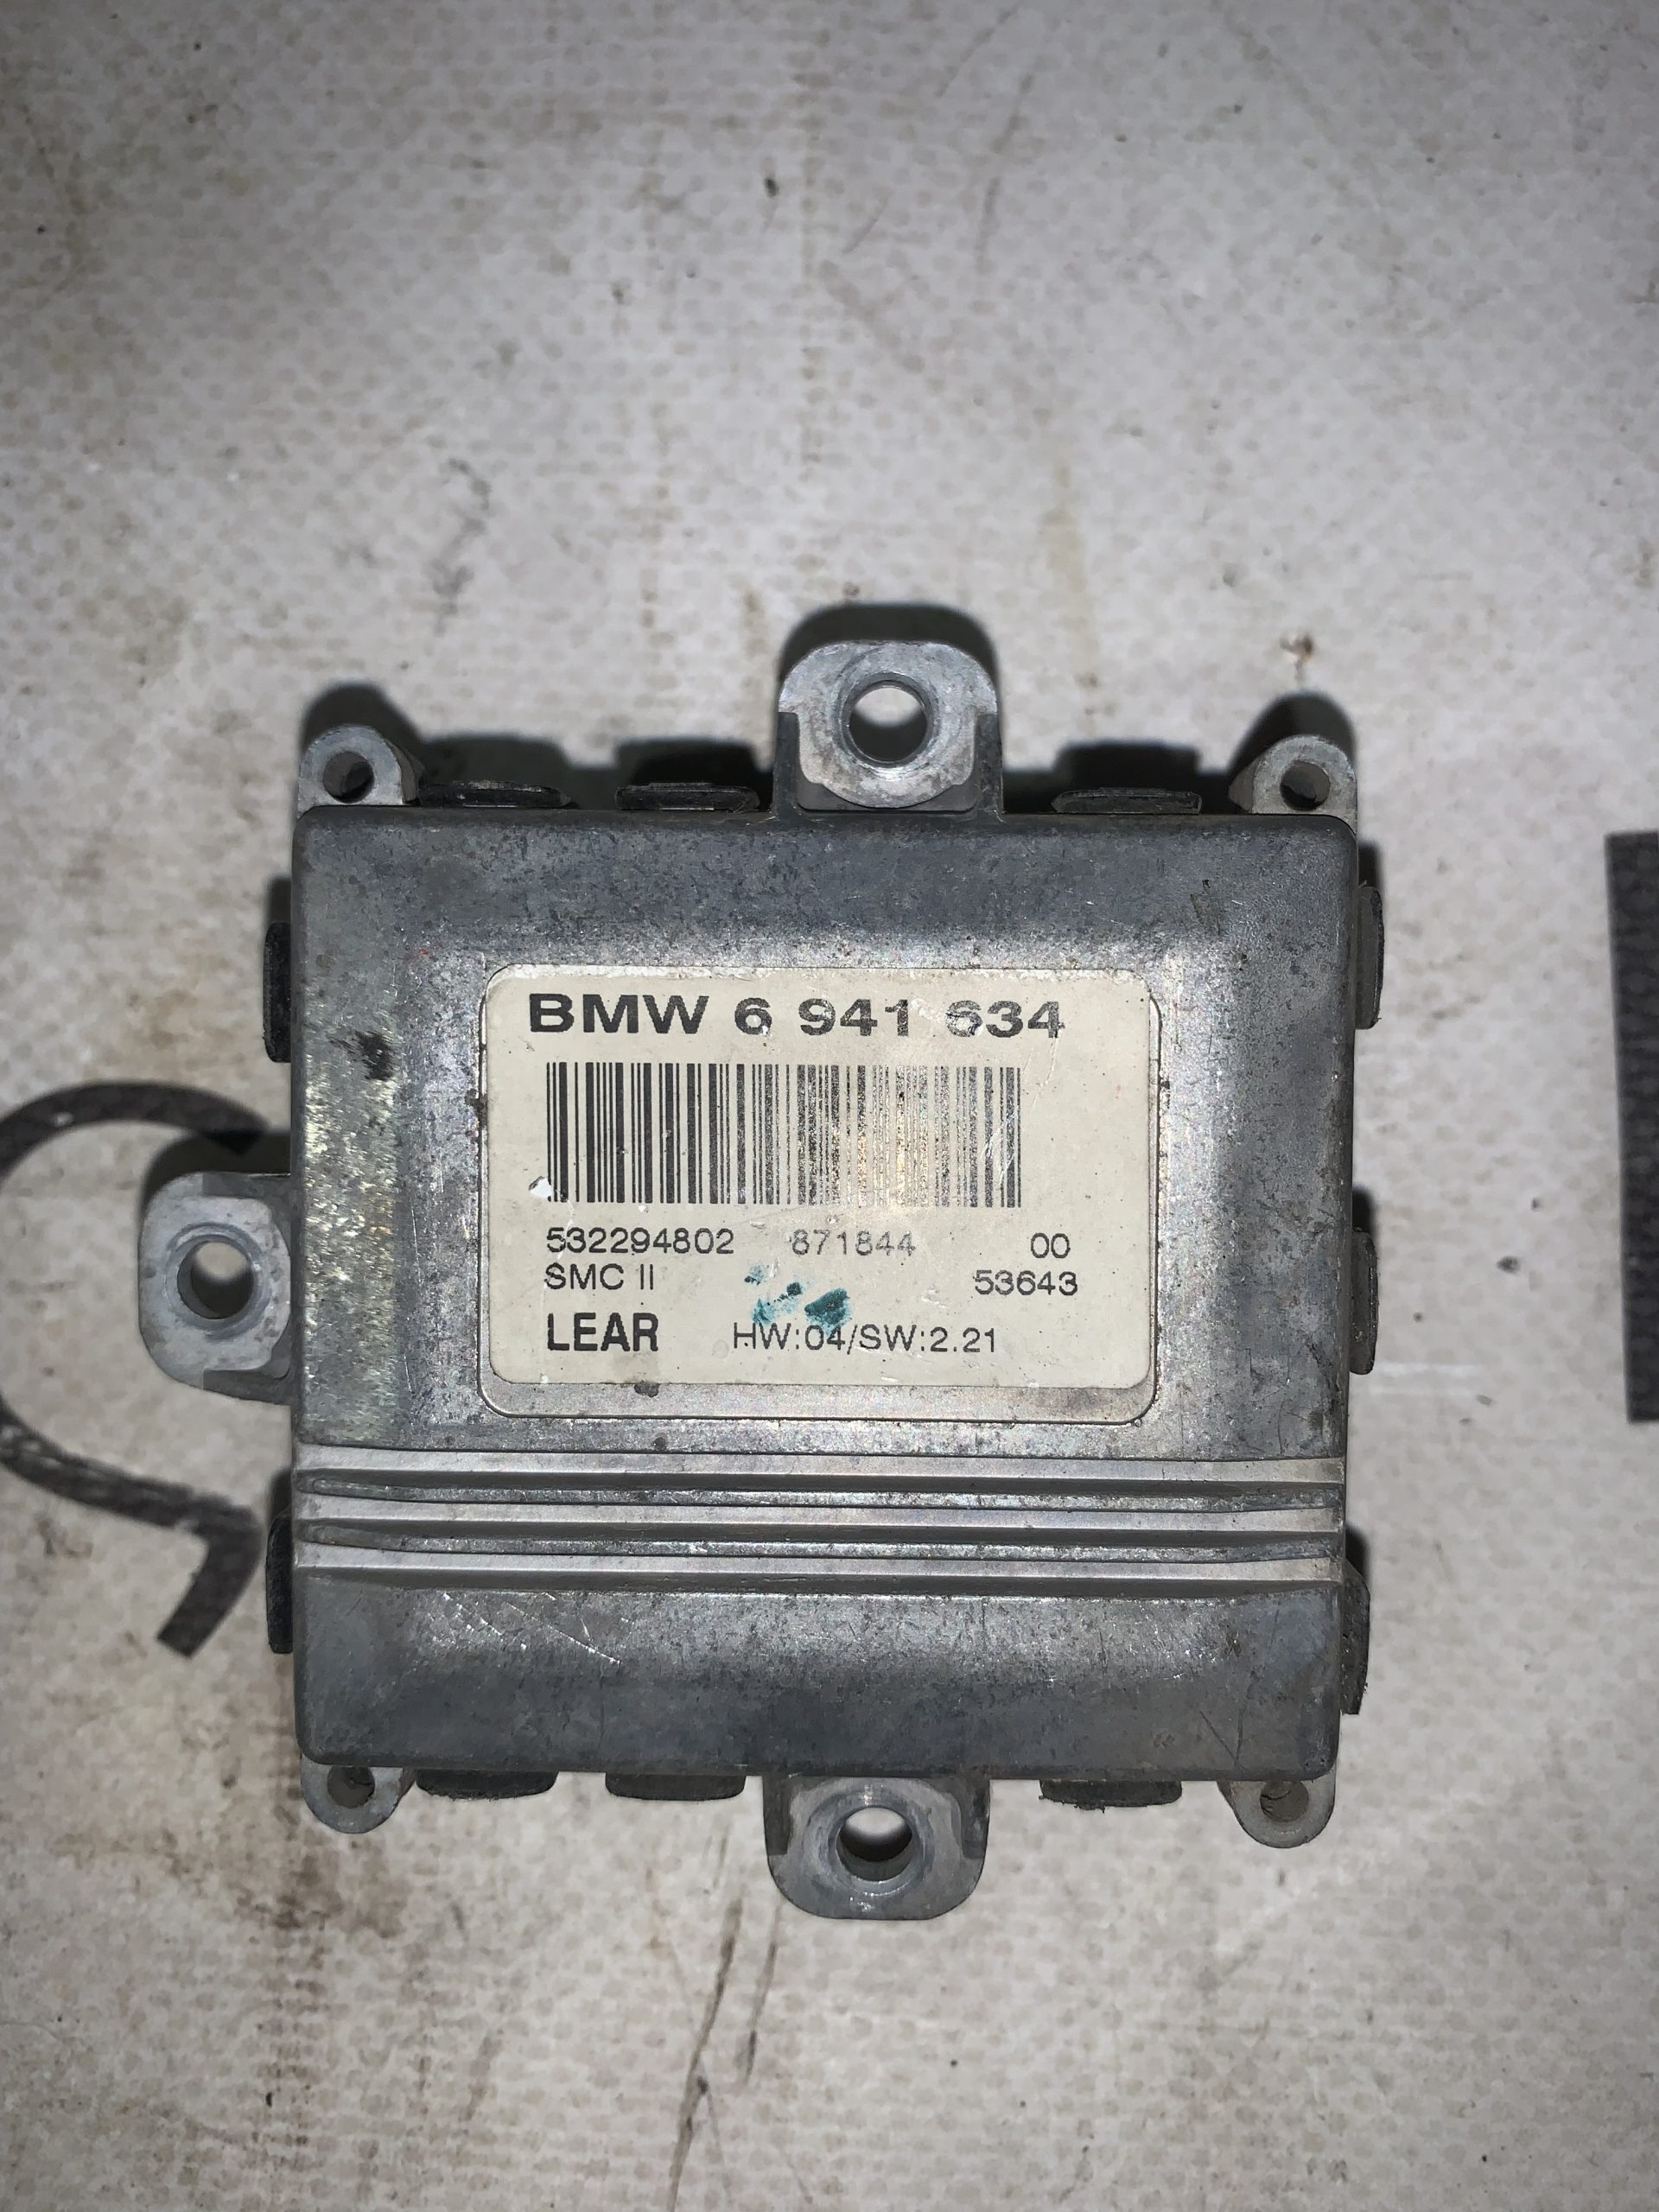 BMW 6 941 634
532294802 871844 00
SMC II 53643
LEAR HW:04/SW:2.21